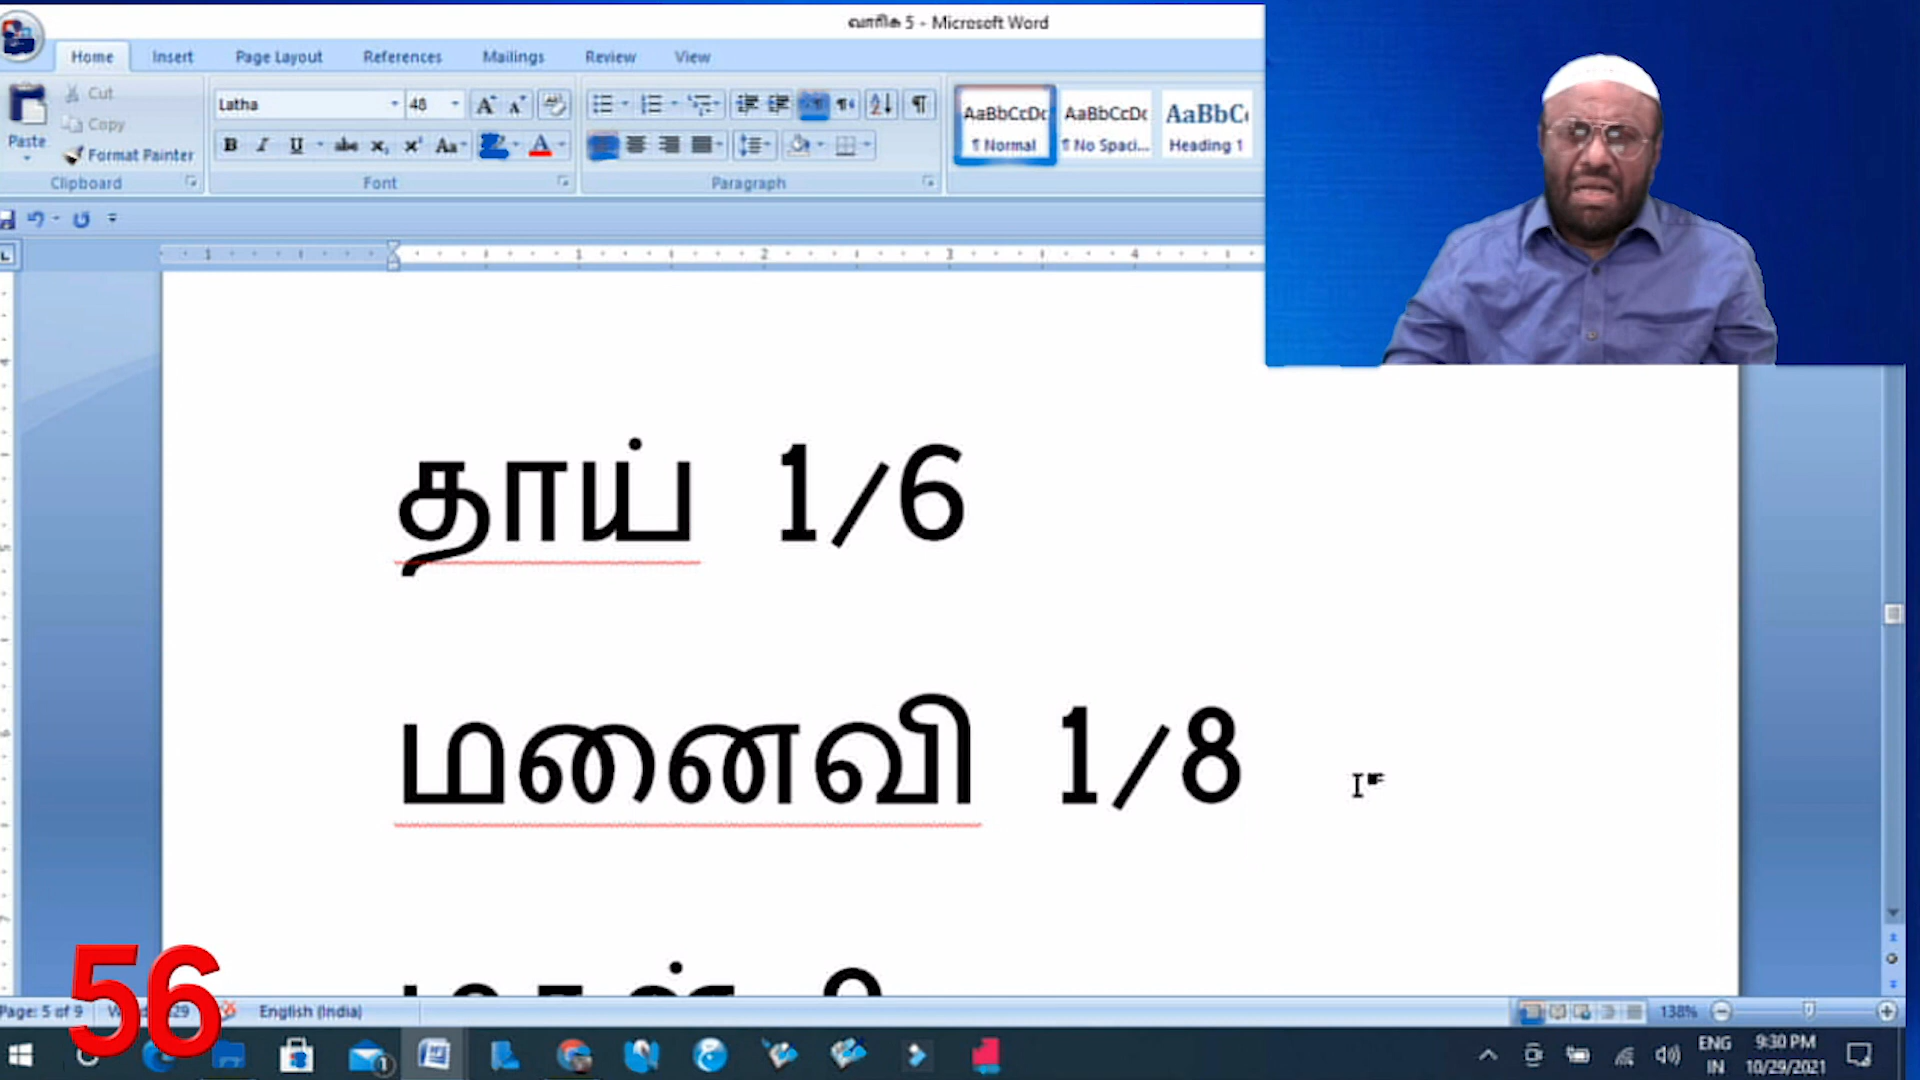 வாரிசு 5 - Microsoft Word
Home Insert Page Layout References Mailings Review View
Paste
Cut
Copy
Format Painter
Clipboard
Latha 48
Font
Paragraph
AaBbCcDc AaBbCcDc AaBbC
¶ Normal ¶ No Spaci... Heading 1
தாய் 1/6
மனைவி 1/8
56
Page: 5 of 9
English (India)
138%
ENG
IN
9:30 PM
10/29/2021